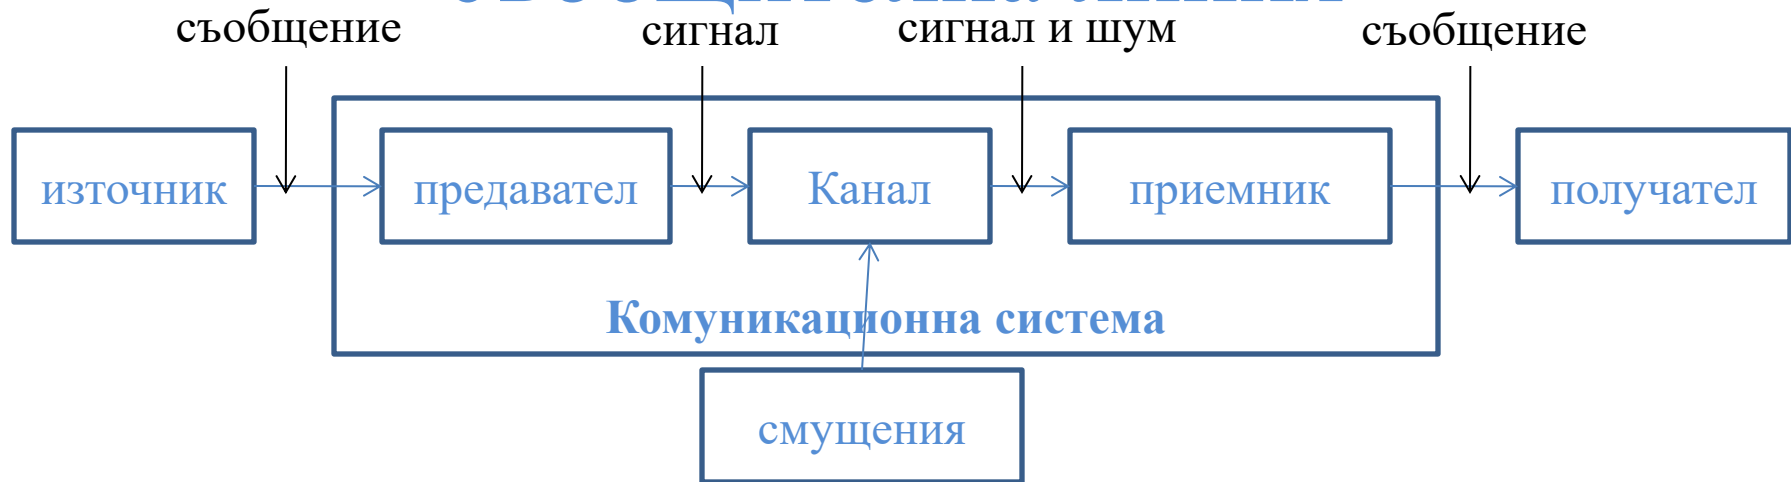 съобщение сигнал сигнал и шум съобщение
източник предавател Канал приемник получател
Комуникационна система
смущения